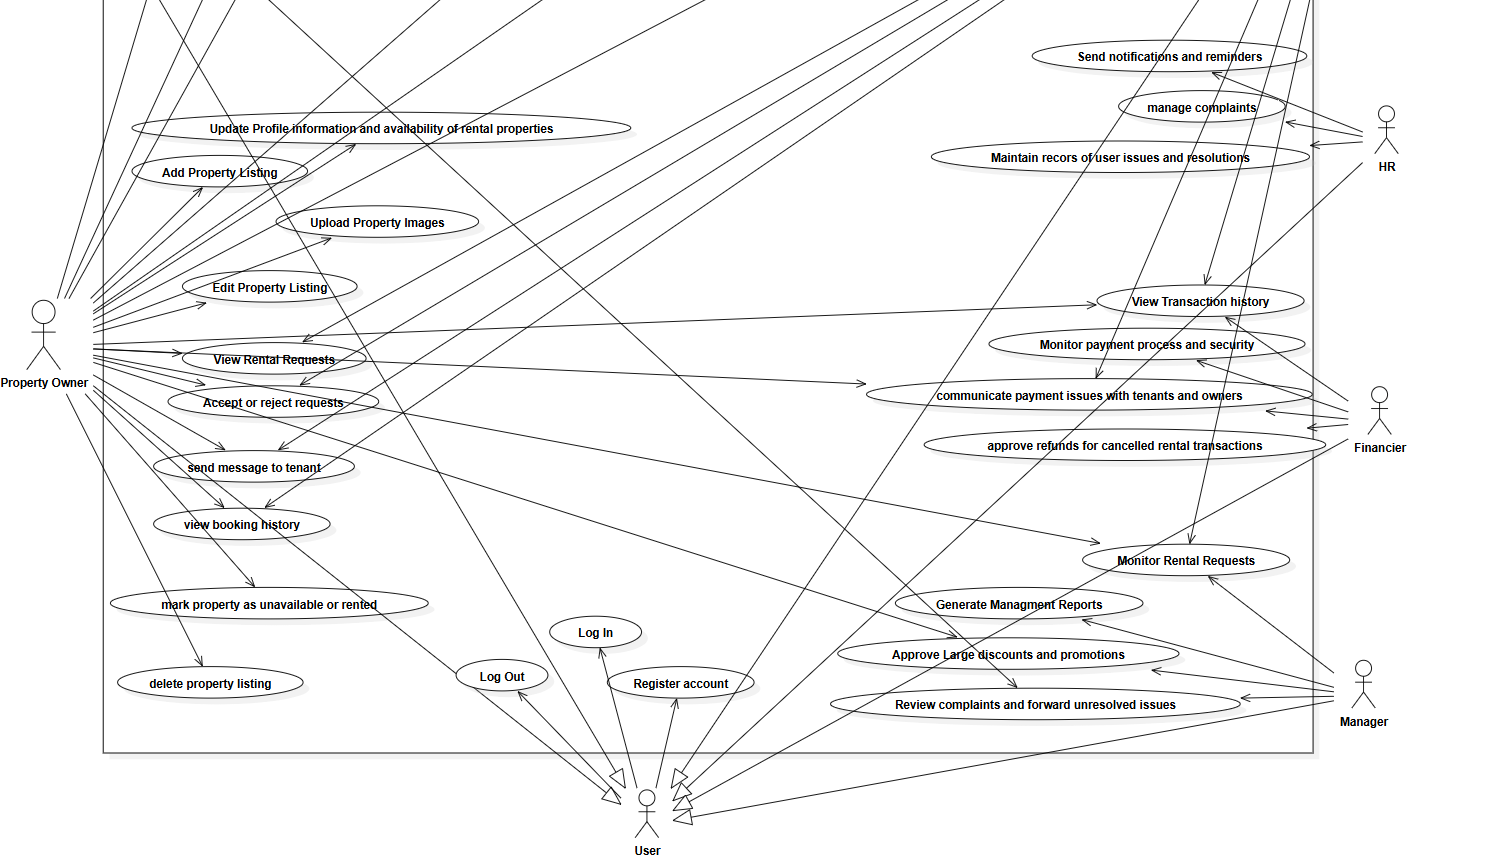 Send notifications and reminders
manage complaints
Update Profile information and availability of rental properties
Maintain recors of user issues and resolutions
HR
Add Property Listing
Upload Property Images
Edit Property Listing
View Transaction history
Monitor payment process and security
View Rental Requests
Property Owner
communicate payment issues with tenants and owners
Accept or reject requests
approve refunds for cancelled rental transactions
Financier
send message to tenant
view booking history
Monitor Rental Requests
mark property as unavailable or rented
Generate Managment Reports
Log In
Approve Large discounts and promotions
Log Out
Register account
delete property listing
Review complaints and forward unresolved issues
Manager
User